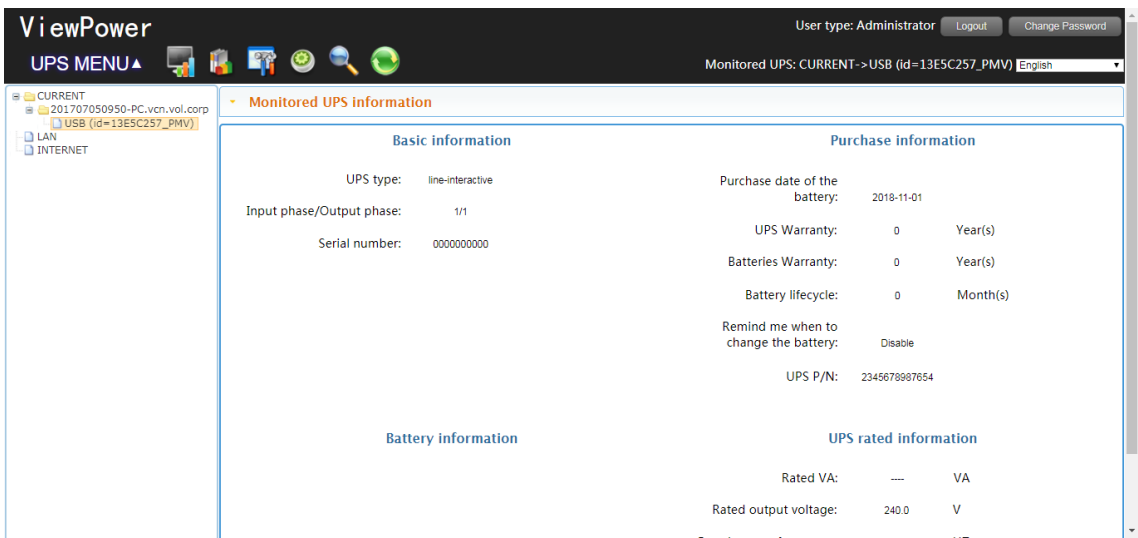 ViewPower
User type: Administrator Logout Change Password
UPS MENU▲
Monitored UPS: CURRENT->USB (id=13E5C257_PMV) English
CURRENT
201707050950-PC.vcn.vol.corp
USB (id=13E5C257_PMV)
LAN
INTERNET
Monitored UPS information
Basic information
UPS type: line-interactive
Input phase/Output phase: 1/1
Serial number: 0000000000
Purchase information
Purchase date of the
battery: 2018-11-01
UPS Warranty: 0 Year(s)
Batteries Warranty: 0 Year(s)
Battery lifecycle: 0 Month(s)
Remind me when to
change the battery: Disable
UPS P/N: 2345678987654
Battery information
UPS rated information
Rated VA: ---- VA
Rated output voltage: 240.0 V